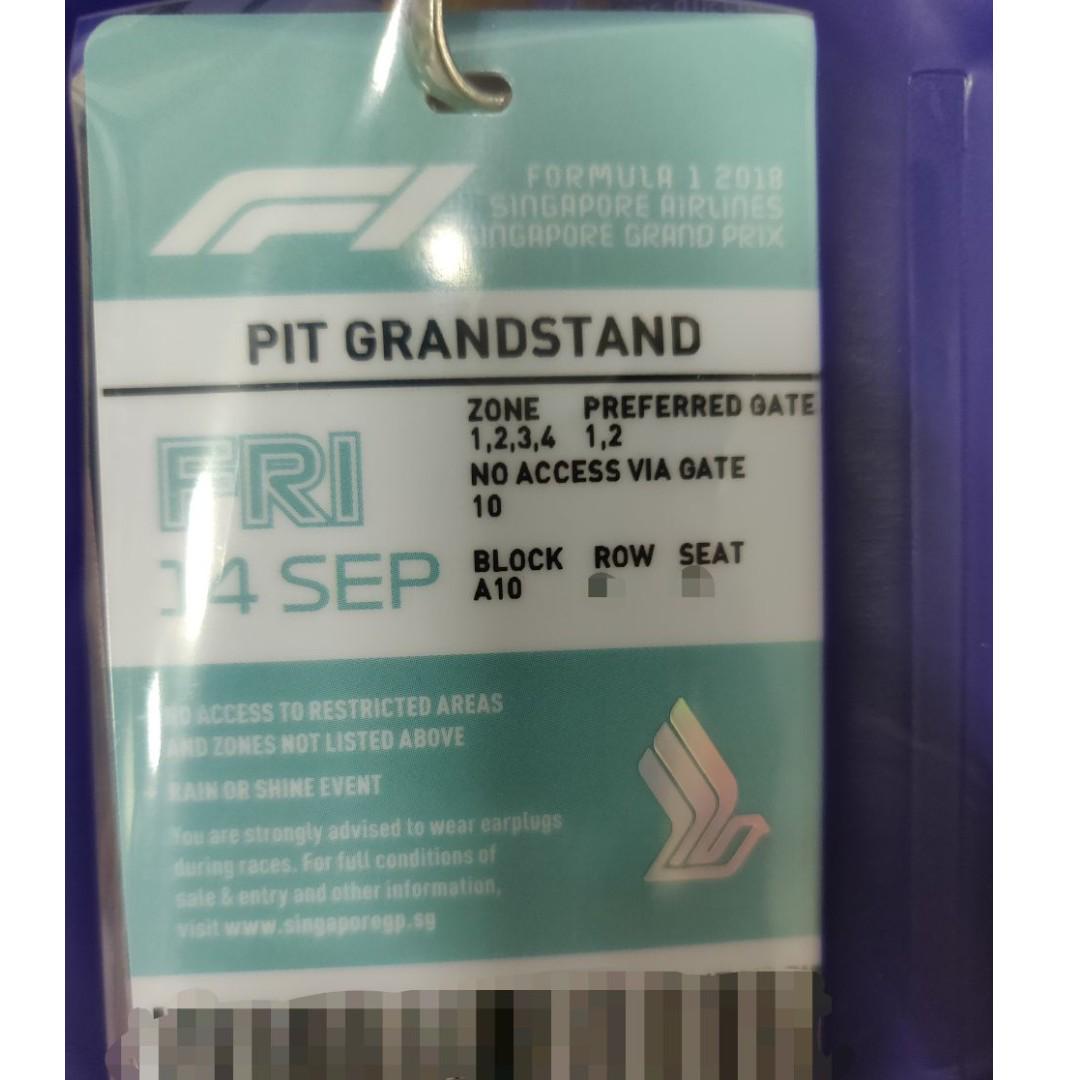 F1
FORMULA 1 2018
SINGAPORE AIRLINES
SINGAPORE GRAND PRIX
PIT GRANDSTAND
FRI
14 SEP
ZONE PREFERRED GATE
1,2,3,4 1,2
NO ACCESS VIA GATE
10
BLOCK ROW SEAT
A10
NO ACCESS TO RESTRICTED AREAS
AND ZONES NOT LISTED ABOVE
RAIN OR SHINE EVENT
You are strongly advised to wear earplugs
during races. For full conditions of
sale & entry and other information,
visit www.singaporegp.sg